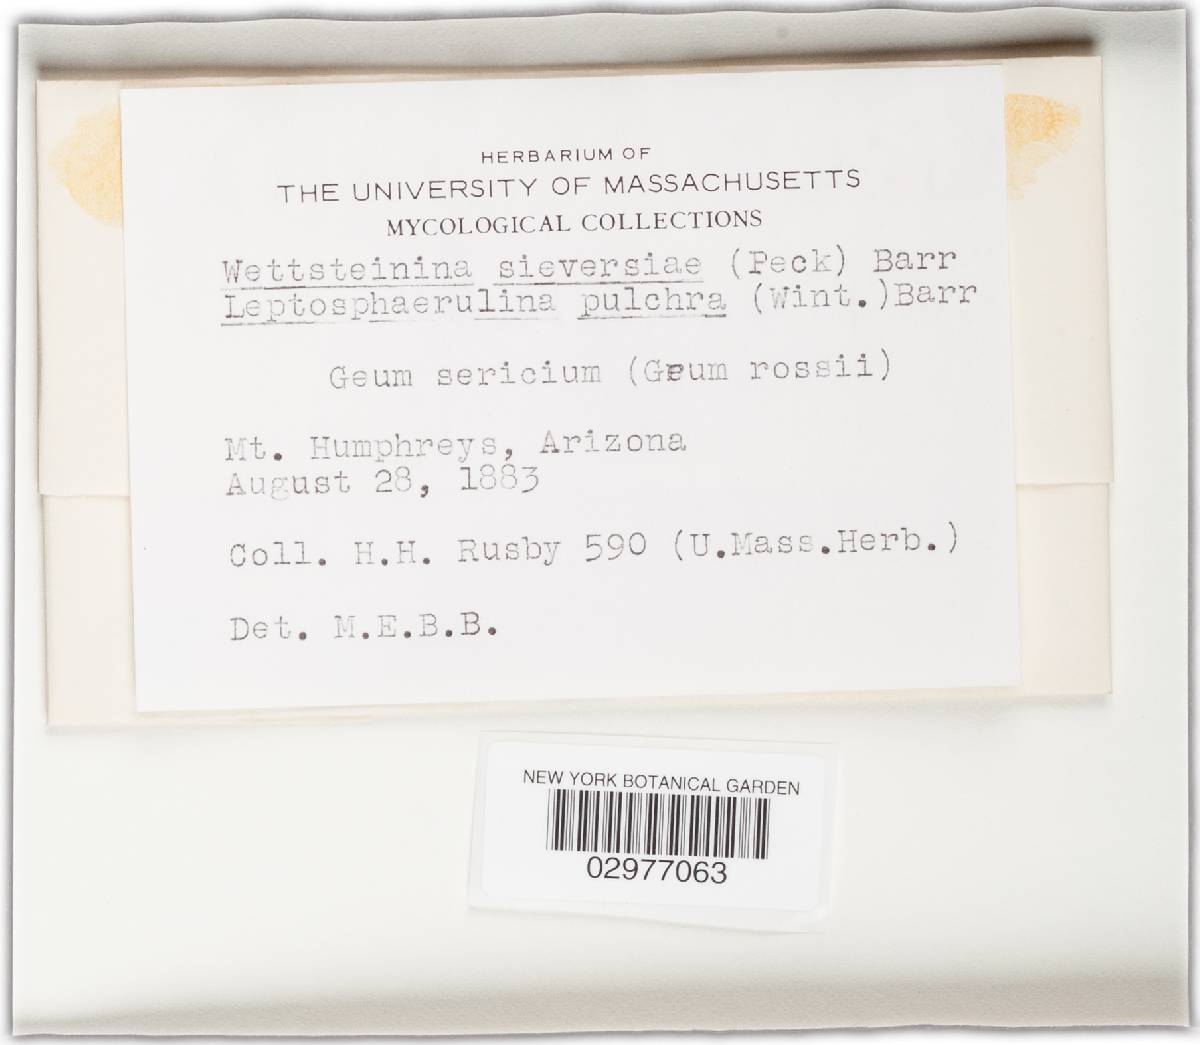 HERBARIUM OF
THE UNIVERSITY OF MASSACHUSETTS
MYCOLOGICAL COLLECTIONS
Wettsteinina sieversiae (Peck) Barr
Leptosphaerulina pulchra (Wint.)Barr
Geum sericium (Geum rossii)
Mt. Humphreys, Arizona
August 28, 1883
Coll. H.H. Rusby 590 (U.Mass.Herb.)
Det. M.E.B.B.
NEW YORK BOTANICAL GARDEN
02977063